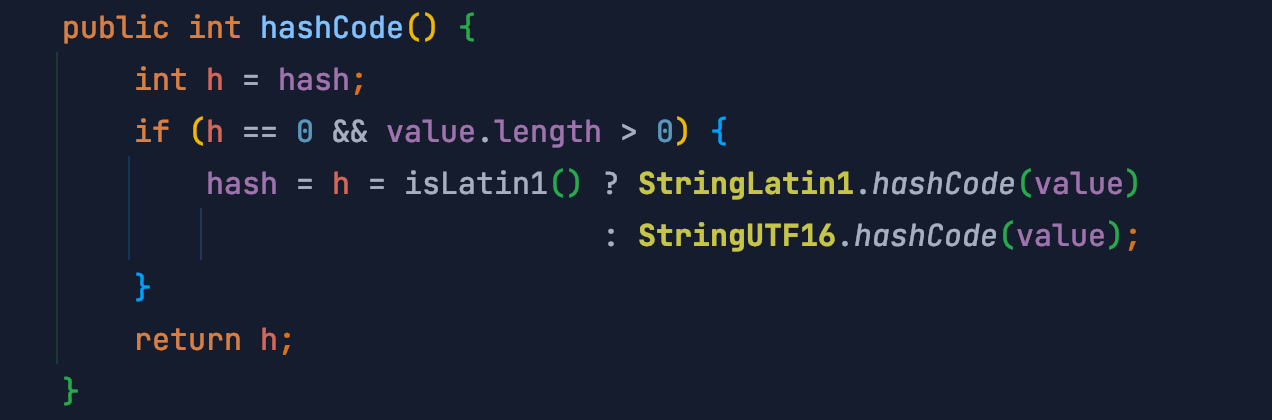 public int hashCode() {
    int h = hash;
    if (h == 0 && value.length > 0) {
        hash = h = isLatin1() ? StringLatin1.hashCode(value)
                              : StringUTF16.hashCode(value);
    }
    return h;
}